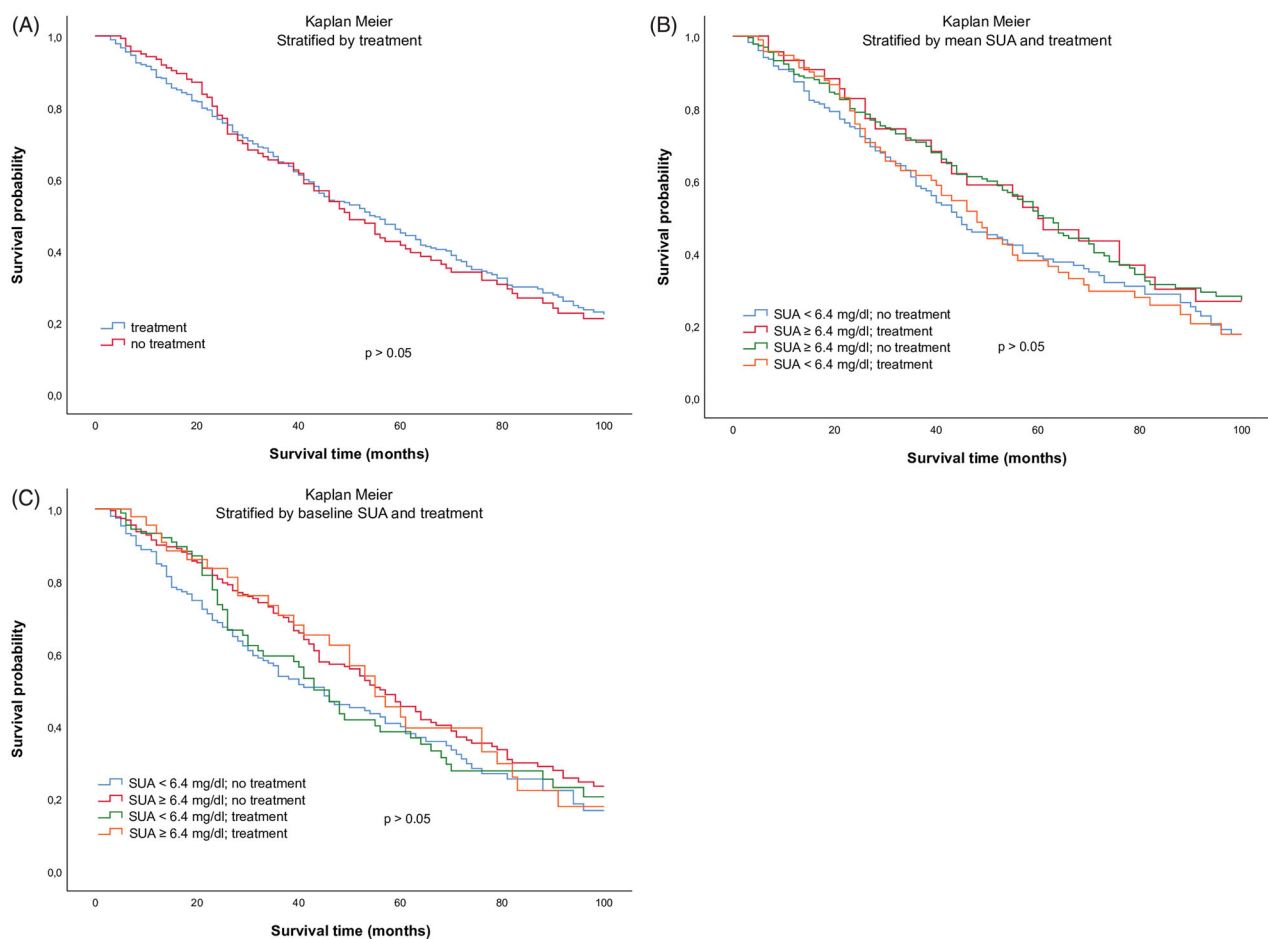 (A)
Kaplan Meier
Stratified by treatment
1,0
0,8
0,6
0,4
0,2
0,0
Survival probability
treatment
no treatment
p > 0.05
0 20 40 60 80 100
Survival time (months)
(B)
Kaplan Meier
Stratified by mean SUA and treatment
1,0
0,8
0,6
0,4
0,2
0,0
Survival probability
SUA < 6.4 mg/dl; no treatment
SUA ≥ 6.4 mg/dl; treatment
SUA ≥ 6.4 mg/dl; no treatment
SUA < 6.4 mg/dl; treatment
p > 0.05
0 20 40 60 80 100
Survival time (months)
(C)
Kaplan Meier
Stratified by baseline SUA and treatment
1,0
0,8
0,6
0,4
0,2
0,0
Survival probability
SUA < 6.4 mg/dl; no treatment
SUA ≥ 6.4 mg/dl; no treatment
SUA < 6.4 mg/dl; treatment
SUA ≥ 6.4 mg/dl; treatment
p > 0.05
0 20 40 60 80 100
Survival time (months)